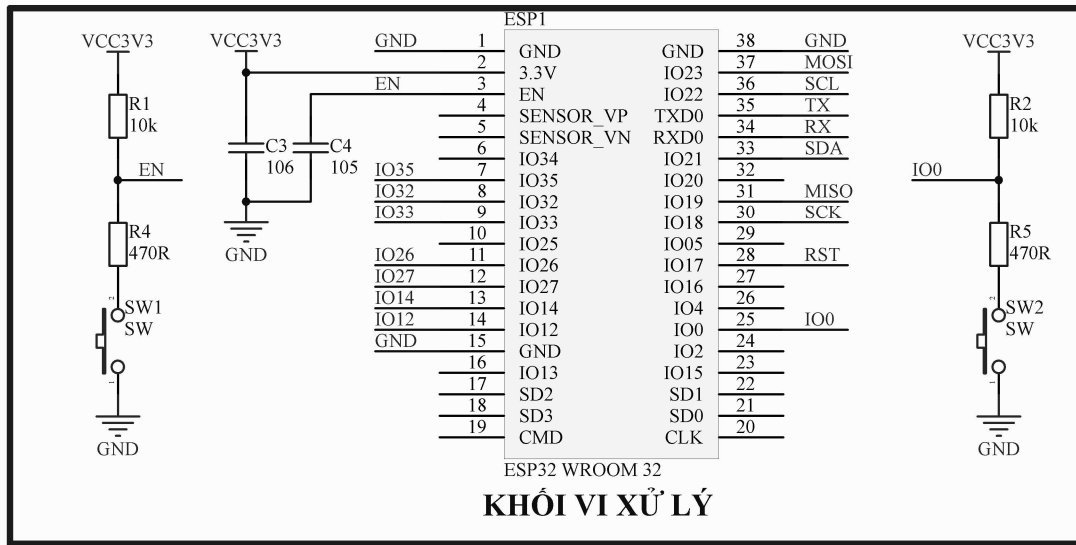 ESP1
VCC3V3
R1
10k
EN
R4
470R
2
SW1
SW
1
GND
VCC3V3
C3
106
C4
105
GND
GND 1 GND
2 3.3V
EN 3 EN
4 SENSOR_VP
5 SENSOR_VN
6 IO34
IO35 7 IO35
IO32 8 IO32
IO33 9 IO33
10 IO25
IO26 11 IO26
IO27 12 IO27
IO14 13 IO14
IO12 14 IO12
GND 15 GND
16 IO13
17 SD2
18 SD3
19 CMD
GND 38 GND
IO23 37 MOSI
IO22 36 SCL
TXD0 35 TX
RXD0 34 RX
IO21 33 SDA
IO20 32
IO19 31 MISO
IO18 30 SCK
IO05 29
IO17 28 RST
IO16 27
IO4 26
IO0 25 IO0
IO2 24
IO15 23
SD1 22
SD0 21
CLK 20
VCC3V3
R2
10k
IO0
R5
470R
2
SW2
SW
1
GND
ESP32 WROOM 32
KHỐI VI XỬ LÝ